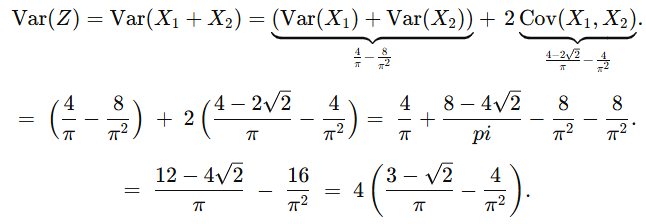 Var(Z) = Var(X₁ + X₂) = (Var(X₁) + Var(X₂)) + 2 Cov(X₁, X₂).
4/π − 8/π² (4−2√2)/π − 4/π²
= (4/π − 8/π²) + 2 ((4 − 2√2)/π − 4/π²) = 4/π + (8 − 4√2)/pi − 8/π² − 8/π².
= (12 − 4√2)/π − 16/π² = 4 ((3 − √2)/π − 4/π²).